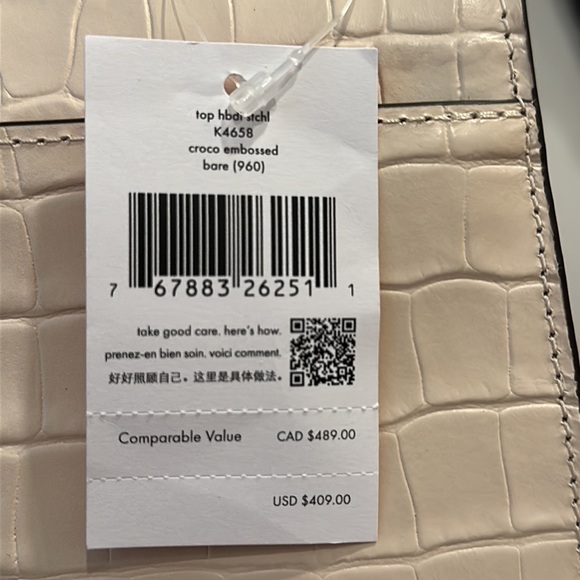 top hbdl stchl
K4658
croco embossed
bare (960)
7 67883 26251 1
take good care. here's how.
prenez-en bien soin. voici comment.
好好照顾自己。这里是具体做法。
Comparable Value CAD $489.00
USD $409.00